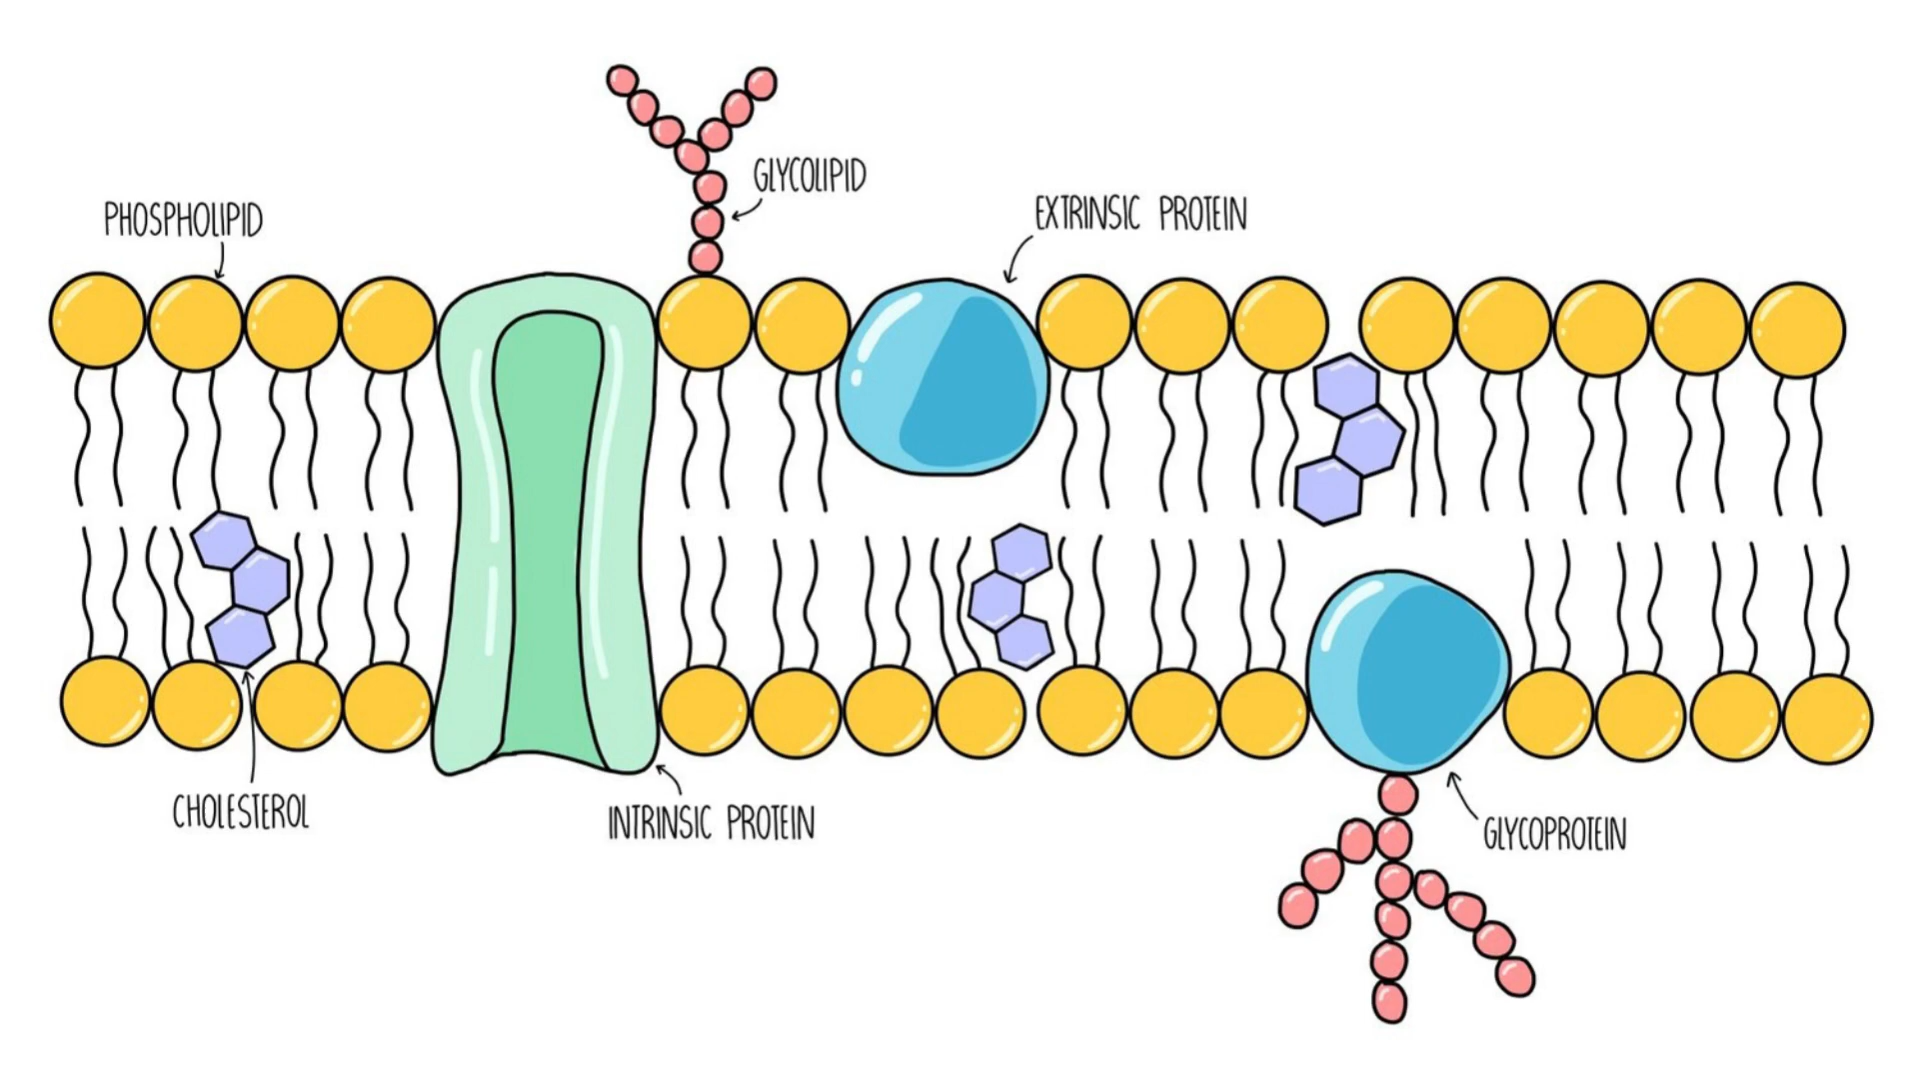 GLYCOLIPID
PHOSPHOLIPID
EXTRINSIC PROTEIN
CHOLESTEROL
INTRINSIC PROTEIN
GLYCOPROTEIN